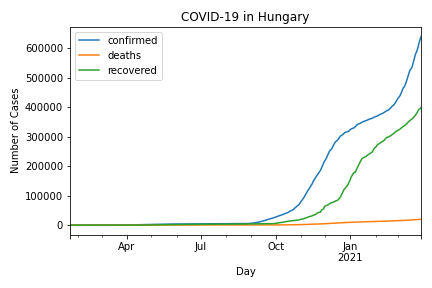 COVID-19 in Hungary
confirmed
deaths
recovered
Number of Cases
600000
500000
400000
300000
200000
100000
0
Apr
Jul
Oct
Jan
2021
Day